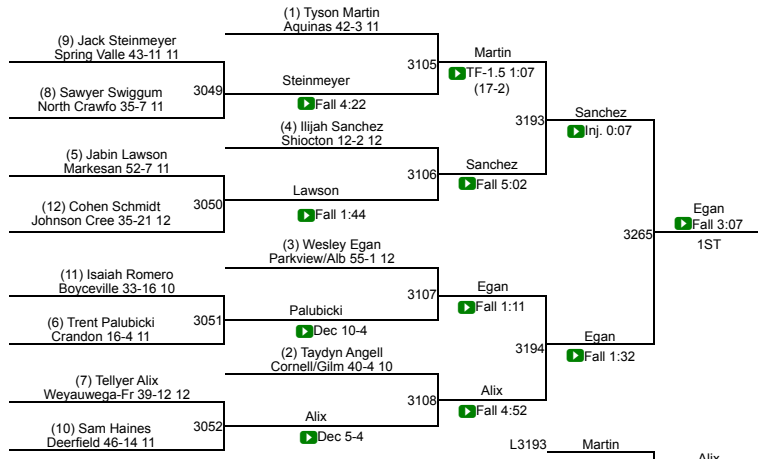 (1) Tyson Martin
Aquinas 42-3 11
(9) Jack Steinmeyer
Spring Valle 43-11 11
3105
Martin
TF-1.5 1:07
(17-2)
(8) Sawyer Swiggum
North Crawfo 35-7 11
3049
Steinmeyer
Fall 4:22
3193
Sanchez
Inj. 0:07
(4) Ilijah Sanchez
Shiocton 12-2 12
(5) Jabin Lawson
Markesan 52-7 11
3106
Sanchez
Fall 5:02
(12) Cohen Schmidt
Johnson Cree 35-21 12
3050
Lawson
Fall 1:44
3265
Egan
Fall 3:07
1ST
(3) Wesley Egan
Parkview/Alb 55-1 12
(11) Isaiah Romero
Boyceville 33-16 10
3107
Egan
Fall 1:11
(6) Trent Palubicki
Crandon 16-4 11
3051
Palubicki
Dec 10-4
3194
Egan
Fall 1:32
(2) Taydyn Angell
Cornell/Gilm 40-4 10
(7) Tellyer Alix
Weyauwega-Fr 39-12 12
3108
Alix
Fall 4:52
(10) Sam Haines
Deerfield 46-14 11
3052
Alix
Dec 5-4
L3193
Martin
Alix